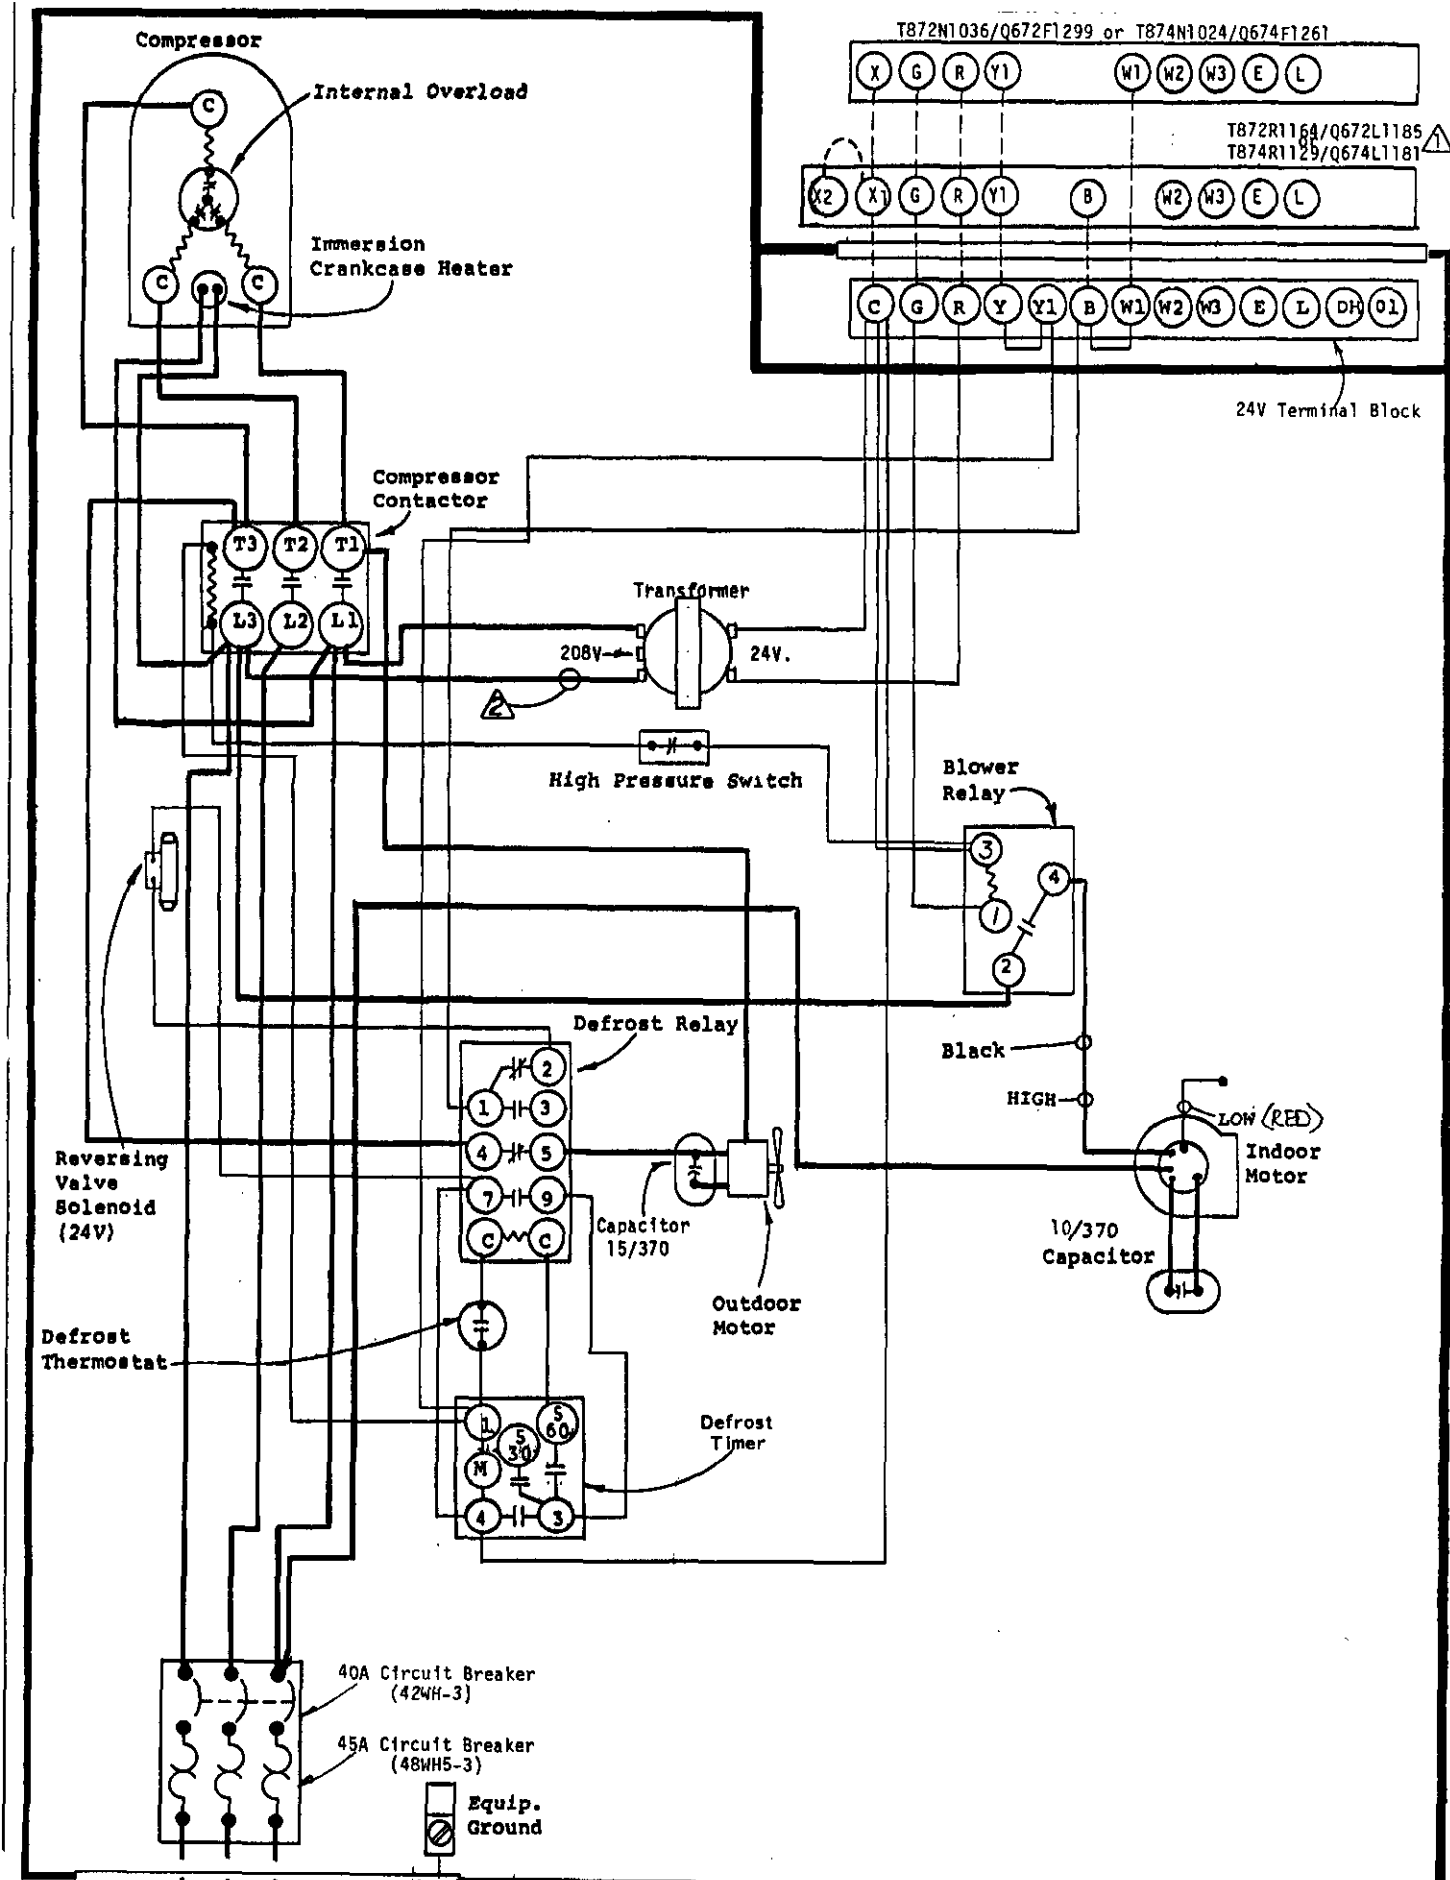 T872N1036/Q672F1299 or T874N1024/Q674F1261
X G R Y1 W1 W2 W3 E L
T872R1164/Q672L1185
or
T874R1129/Q674L1181
1
X2 X1 G R Y1 B W2 W3 E L
C G R Y Y1 B W1 W2 W3 E L DH O1
24V Terminal Block
Compressor
C
Internal Overload
Immersion
Crankcase Heater
C C
Compressor
Contactor
T3 T2 T1
L3 L2 L1
Transformer
208V
24V.
2
High Pressure Switch
Blower
Relay
3
4
1
2
Black
HIGH
LOW (RED)
Indoor
Motor
10/370
Capacitor
Defrost Relay
2
1 3
4 5
7 9
C C
Reversing
Valve
Solenoid
(24V)
Capacitor
15/370
Outdoor
Motor
Defrost
Thermostat
Defrost
Timer
1
S
30
S
60
M
4 3
40A Circuit Breaker
(42WH-3)
45A Circuit Breaker
(48WH5-3)
Equip.
Ground